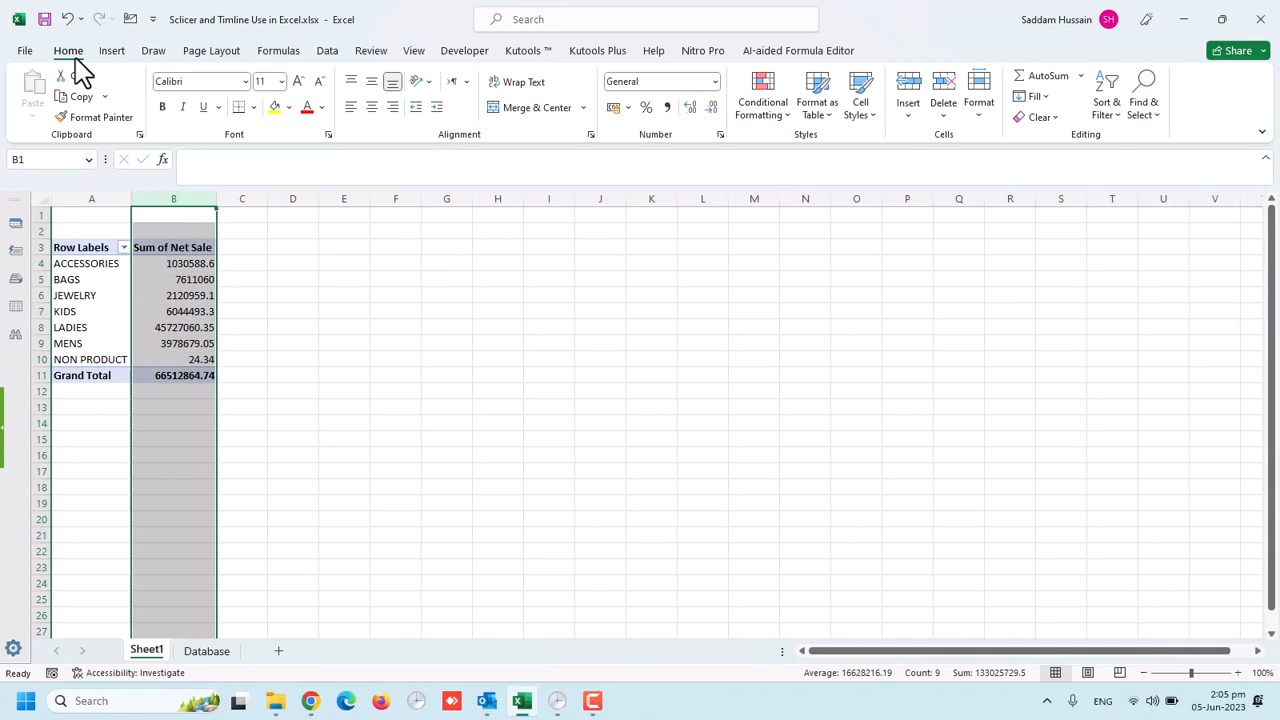 Sclicer and Timline Use in Excel.xlsx - Excel
Search
Saddam Hussain SH
File Home Insert Draw Page Layout Formulas Data Review View Developer Kutools ™ Kutools Plus Help Nitro Pro AI-aided Formula Editor Share
Paste
Copy
Format Painter
Clipboard
Calibri 11
B I U
Font
Wrap Text
Merge & Center
Alignment
General
Number
Conditional Formatting
Format as Table
Cell Styles
Styles
Insert Delete Format
Cells
AutoSum
Fill
Clear
Sort & Filter
Find & Select
Editing
B1 fx
A B C D E F G H I J K L M N O P Q R S T U V
1
2
3 Row Labels Sum of Net Sale
4 ACCESSORIES 1030588.6
5 BAGS 7611060
6 JEWELRY 2120959.1
7 KIDS 6044493.3
8 LADIES 45727060.35
9 MENS 3978679.05
10 NON PRODUCT 24.34
11 Grand Total 66512864.74
12
13
14
15
16
17
18
19
20
21
22
23
24
25
26
27
Sheet1 Database
Ready Accessibility: Investigate Average: 16628216.19 Count: 9 Sum: 133025729.5 100%
Search
ENG
2:05 PM
05-Jun-2023